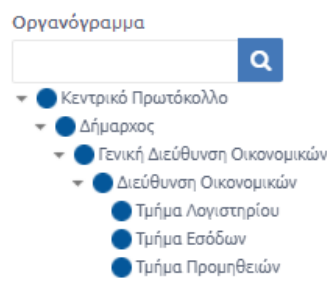 Οργανόγραμμα
Κεντρικό Πρωτόκολλο
Δήμαρχος
Γενική Διεύθυνση Οικονομικών
Διεύθυνση Οικονομικών
Τμήμα Λογιστηρίου
Τμήμα Εσόδων
Τμήμα Προμηθειών